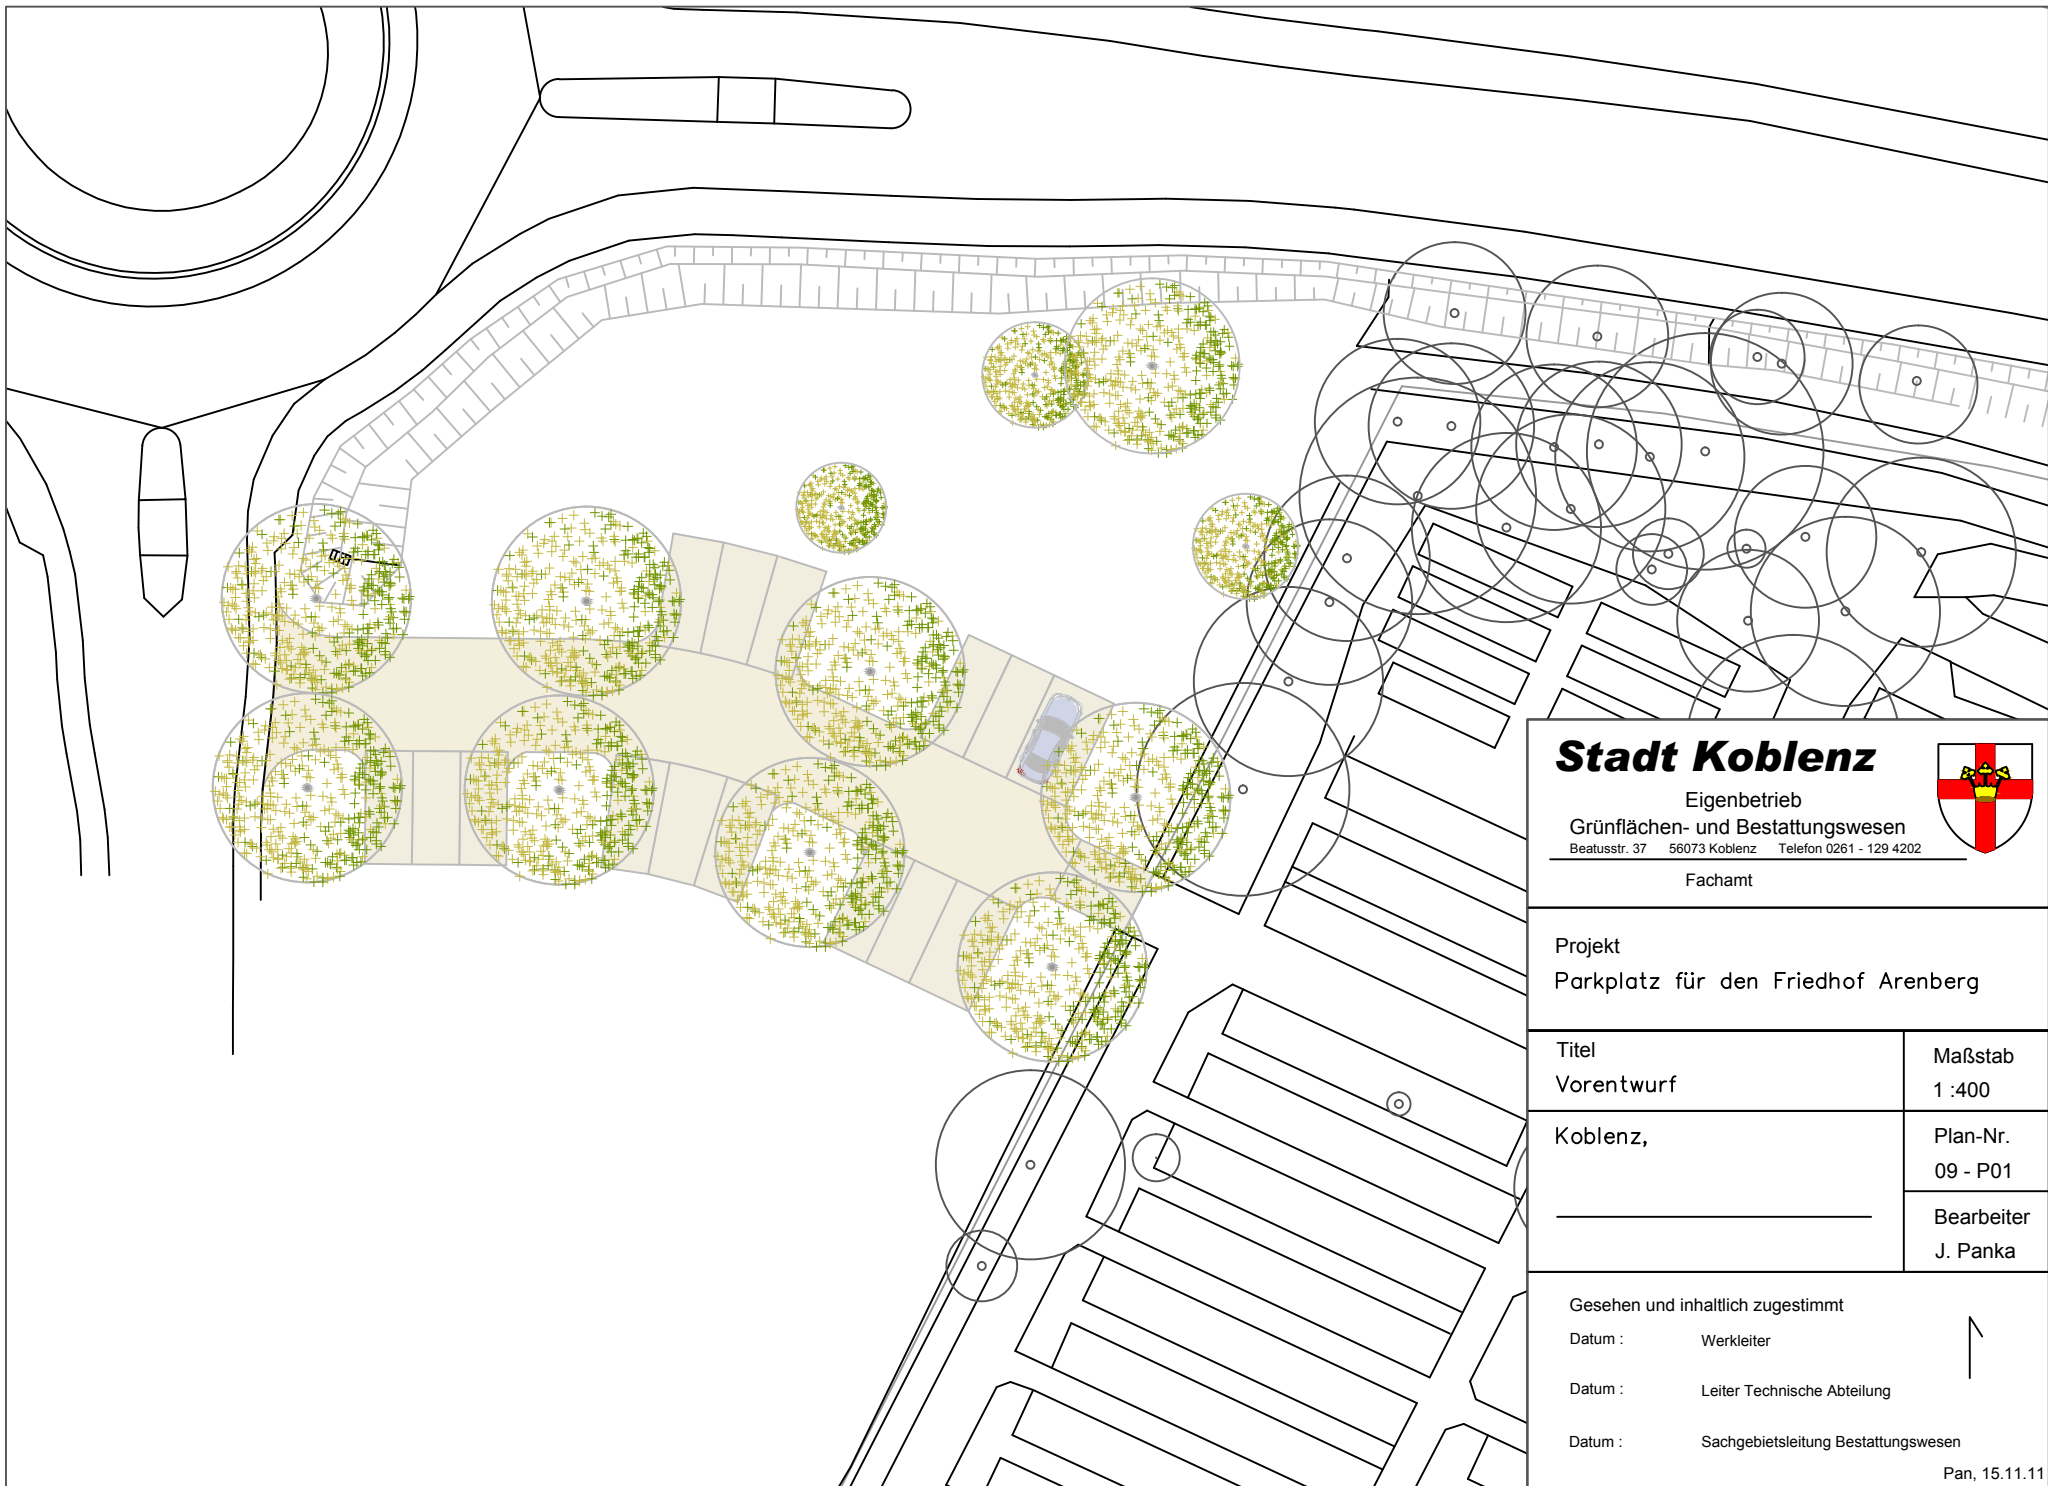 Stadt Koblenz
Eigenbetrieb
Grünflächen- und Bestattungswesen
Beatusstr. 37 56073 Koblenz Telefon 0261 - 129 4202
Fachamt
Projekt
Parkplatz für den Friedhof Arenberg
Titel
Vorentwurf
Maßstab
1 :400
Koblenz,
Plan-Nr.
09 - P01
Bearbeiter
J. Panka
Gesehen und inhaltlich zugestimmt
Datum : Werkleiter
Datum : Leiter Technische Abteilung
Datum : Sachgebietsleitung Bestattungswesen
Pan, 15.11.11